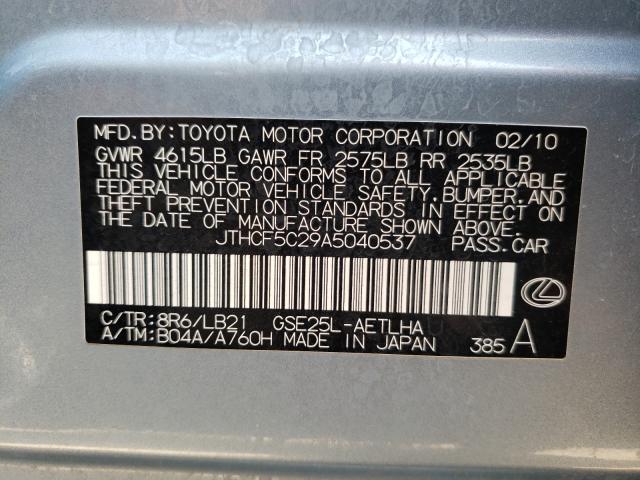 MFD. BY: TOYOTA MOTOR CORPORATION 02/10
GVWR 4615LB GAWR FR 2575LB RR 2535LB
THIS VEHICLE CONFORMS TO ALL APPLICABLE
FEDERAL MOTOR VEHICLE SAFETY, BUMPER, AND
THEFT PREVENTION STANDARDS IN EFFECT ON
THE DATE OF MANUFACTURE SHOWN ABOVE.
JTHCF5C29A5040537 PASS. CAR
C/TR: 8R6/LB21 GSE25L-AETLHA
A/TM: B04A/A760H MADE IN JAPAN 385 A